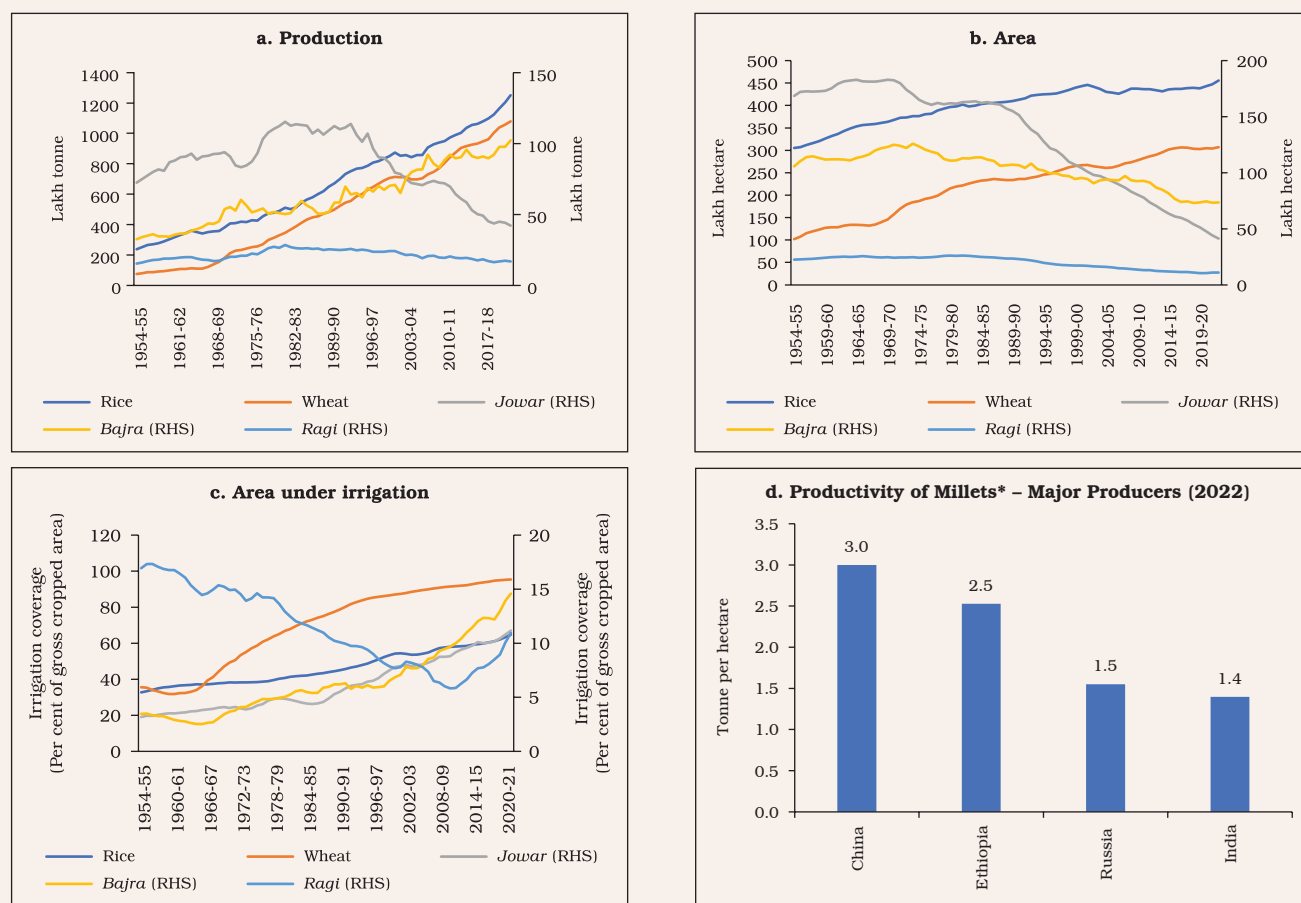 a. Production
Lakh tonne
1400
1200
1000
800
600
400
200
0
150
100
50
0
Lakh tonne
1954-55
1961-62
1968-69
1975-76
1982-83
1989-90
1996-97
2003-04
2010-11
2017-18
Rice
Wheat
Jowar (RHS)
Bajra (RHS)
Ragi (RHS)
b. Area
Lakh hectare
500
450
400
350
300
250
200
150
100
50
0
200
150
100
50
0
Lakh hectare
1954-55
1959-60
1964-65
1969-70
1974-75
1979-80
1984-85
1989-90
1994-95
1999-00
2004-05
2009-10
2014-15
2019-20
Rice
Wheat
Jowar (RHS)
Bajra (RHS)
Ragi (RHS)
c. Area under irrigation
Irrigation coverage
(Per cent of gross cropped area)
120
100
80
60
40
20
0
20
15
10
5
0
Irrigation coverage
(Per cent of gross cropped area)
1954-55
1960-61
1966-67
1972-73
1978-79
1984-85
1990-91
1996-97
2002-03
2008-09
2014-15
2020-21
Rice
Wheat
Jowar (RHS)
Bajra (RHS)
Ragi (RHS)
d. Productivity of Millets* – Major Producers (2022)
Tonne per hectare
3.5
3.0
2.5
2.0
1.5
1.0
0.5
0.0
3.0
2.5
1.5
1.4
China
Ethiopia
Russia
India